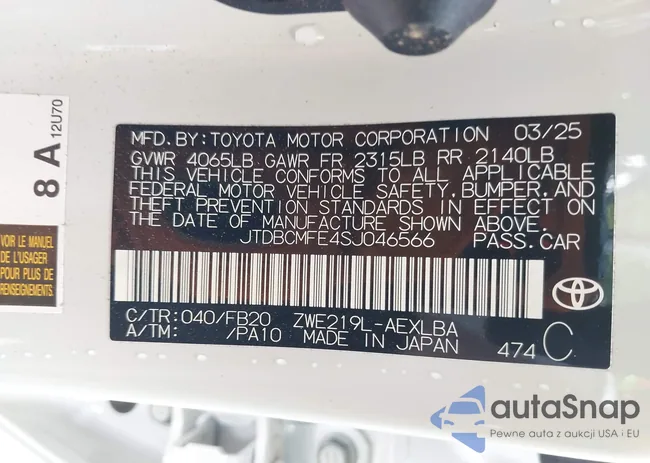 8 A 12U70
VOIR LE MANUEL
DE L'USAGER
POUR PLUS DE
RENSEIGNEMENTS
MFD. BY: TOYOTA MOTOR CORPORATION 03/25
GVWR 4065LB GAWR FR 2315LB RR 2140LB
THIS VEHICLE CONFORMS TO ALL APPLICABLE
FEDERAL MOTOR VEHICLE SAFETY, BUMPER, AND
THEFT PREVENTION STANDARDS IN EFFECT ON
THE DATE OF MANUFACTURE SHOWN ABOVE.
JTDBCMFE4SJ046566 PASS. CAR
C/TR: 040/FB20 ZWE219L-AEXLBA
A/TM: /PA10 MADE IN JAPAN 474 C
autaSnap
Pewne auta z aukcji USA i EU